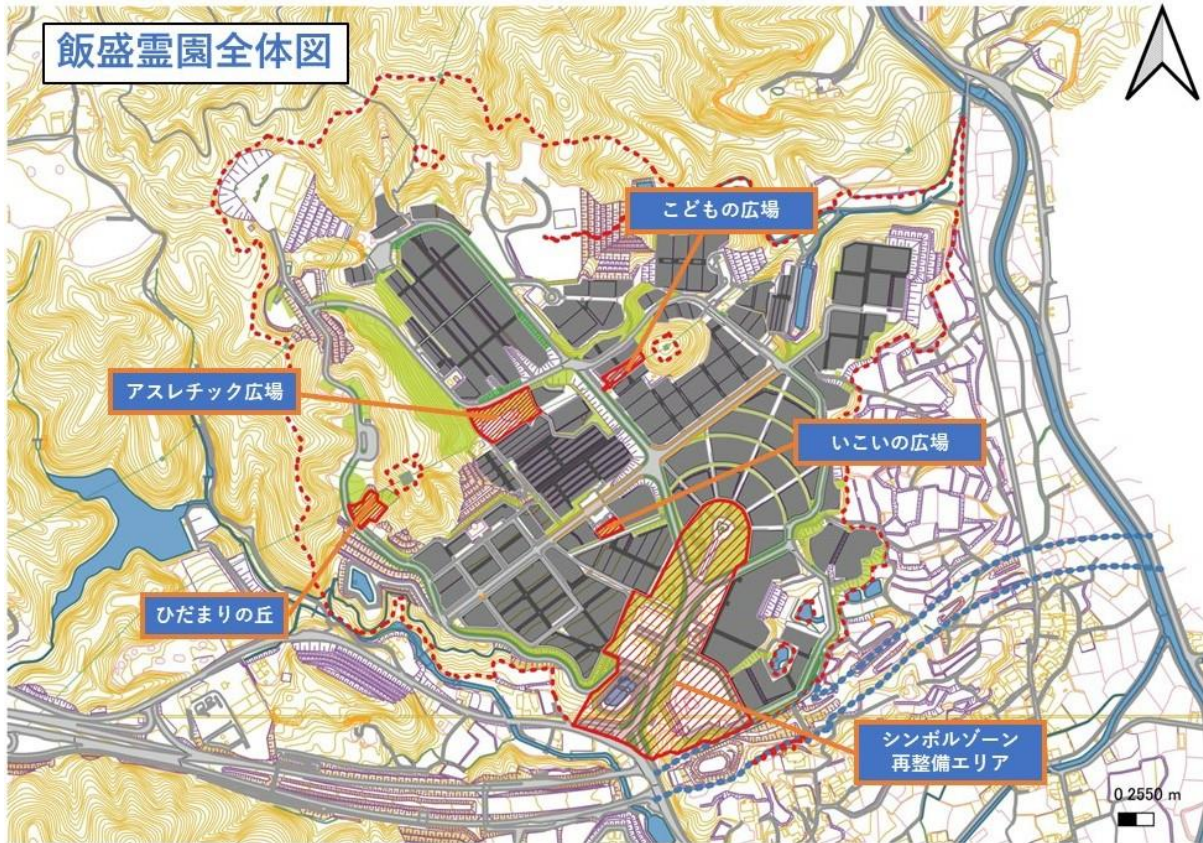 飯盛霊園全体図
こどもの広場
アスレチック広場
いこいの広場
ひだまりの丘
シンボルゾーン
再整備エリア
0 2550 m